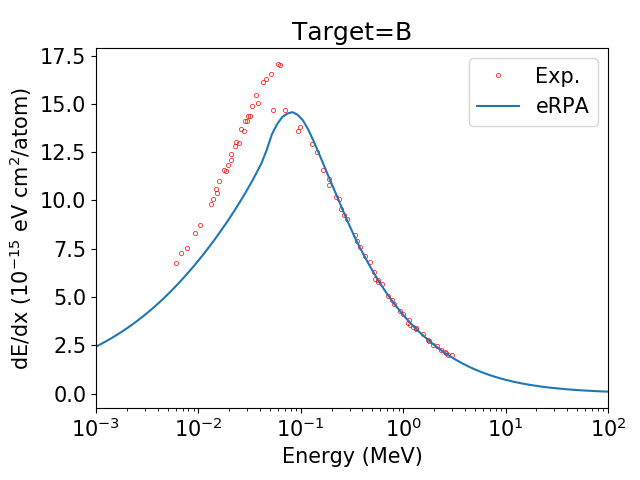 Target=B
Exp.
eRPA
dE/dx (10⁻¹⁵ eV cm²/atom)
17.5
15.0
12.5
10.0
7.5
5.0
2.5
0.0
10⁻³ 10⁻² 10⁻¹ 10⁰ 10¹ 10²
Energy (MeV)